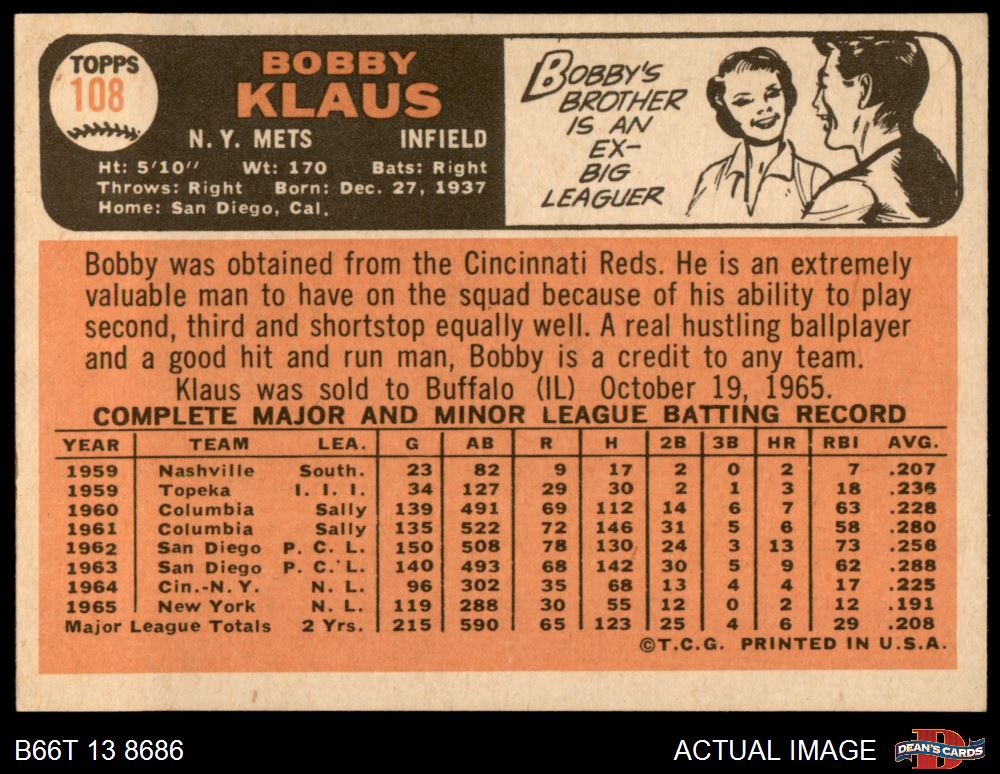 TOPPS
108
BOBBY
KLAUS
N. Y. METS INFIELD
Ht: 5'10" Wt: 170 Bats: Right
Throws: Right Born: Dec. 27, 1937
Home: San Diego, Cal.
BOBBY'S
BROTHER
IS AN
EX-
BIG
LEAGUER
Bobby was obtained from the Cincinnati Reds. He is an extremely
valuable man to have on the squad because of his ability to play
second, third and shortstop equally well. A real hustling ballplayer
and a good hit and run man, Bobby is a credit to any team.
Klaus was sold to Buffalo (IL) October 19, 1965.
COMPLETE MAJOR AND MINOR LEAGUE BATTING RECORD
YEAR TEAM LEA. G AB R H 2B 3B HR RBI AVG.
1959 Nashville South. 23 82 9 17 2 0 2 7 .207
1959 Topeka I. I. I. 34 127 29 30 2 1 3 18 .236
1960 Columbia Sally 139 491 69 112 14 6 7 63 .228
1961 Columbia Sally 135 522 72 146 31 5 6 58 .280
1962 San Diego P. C. L. 150 508 78 130 24 3 13 73 .256
1963 San Diego P. C. L. 140 493 68 142 30 5 9 62 .288
1964 Cin.-N. Y. N. L. 96 302 35 68 13 4 4 17 .225
1965 New York N. L. 119 288 30 55 12 0 2 12 .191
Major League Totals 2 Yrs. 215 590 65 123 25 4 6 29 .208
©T.C.G. PRINTED IN U.S.A.
B66T 13 8686 ACTUAL IMAGE DEAN'S CARDS